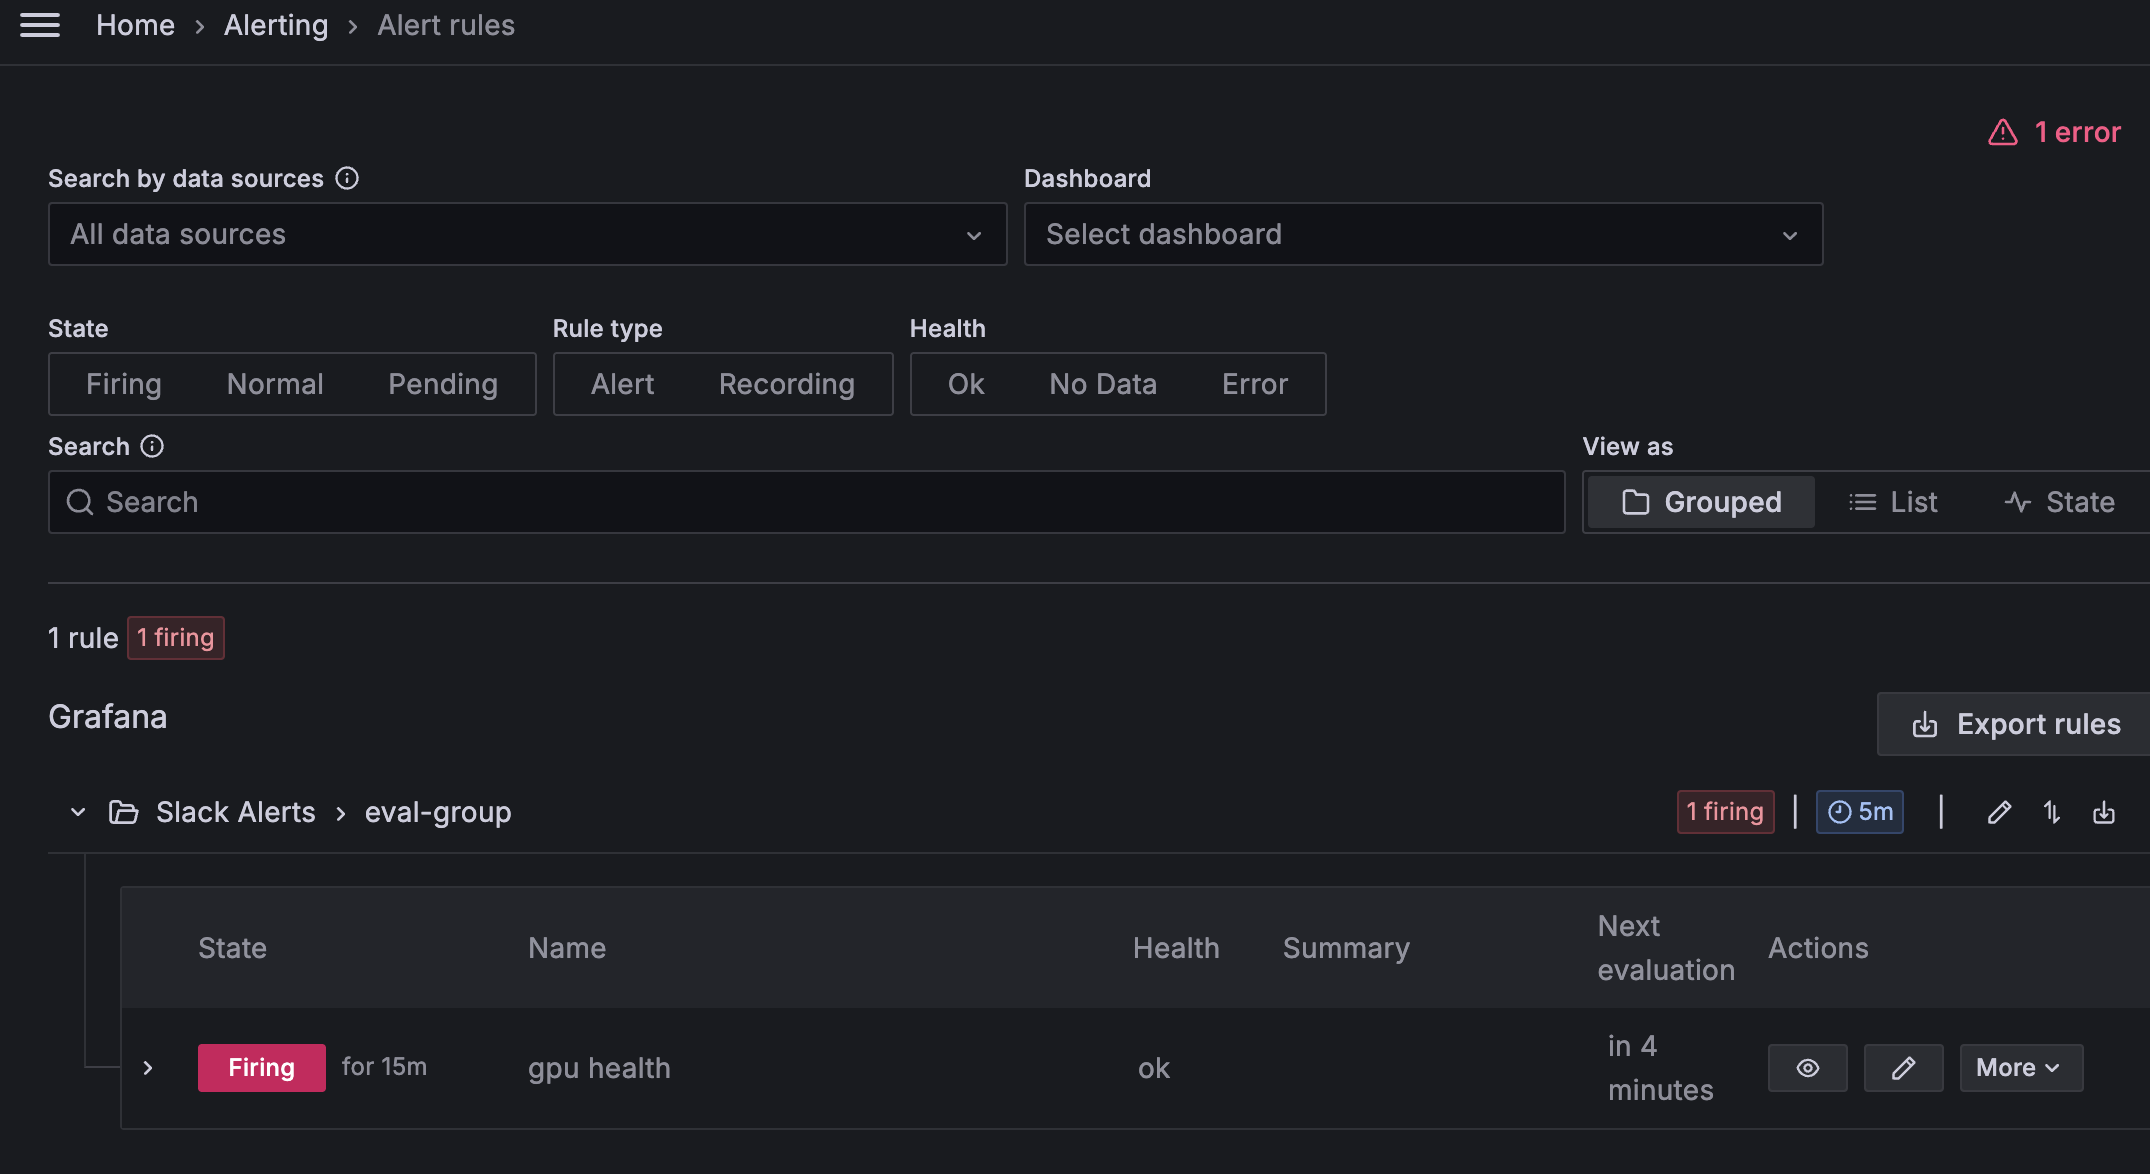 Home > Alerting > Alert rules
1 error
Search by data sources
Dashboard
All data sources
Select dashboard
State
Rule type
Health
Firing Normal Pending
Alert Recording
Ok No Data Error
Search
View as
Search
Grouped List State
1 rule 1 firing
Grafana
Export rules
Slack Alerts > eval-group
1 firing | 5m |
State Name Health Summary Next evaluation Actions
Firing for 15m gpu health ok in 4 minutes More